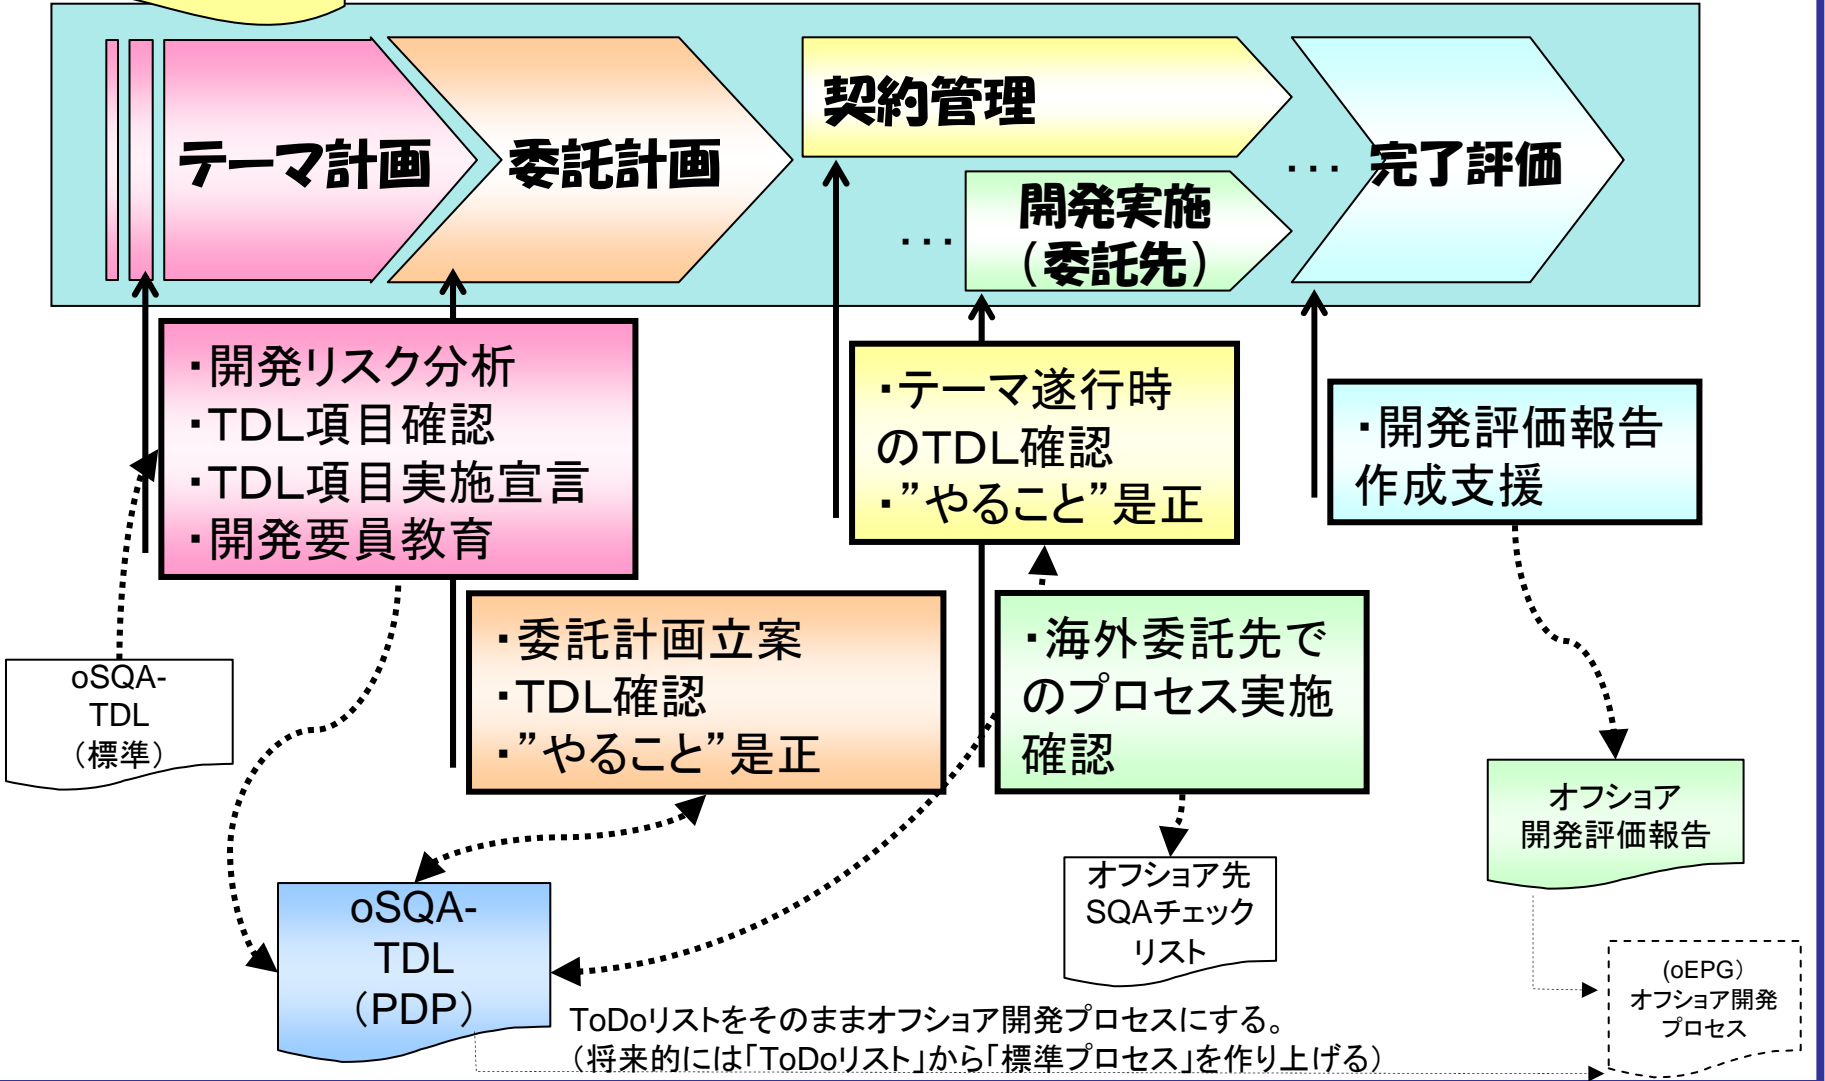 テーマ計画
委託計画
契約管理
開発実施
（委託先）
…
…
完了評価
・開発リスク分析
・TDL項目確認
・TDL項目実施宣言
・開発要員教育
・テーマ遂行時
のTDL確認
・”やること”是正
・開発評価報告
作成支援
・委託計画立案
・TDL確認
・”やること”是正
・海外委託先で
のプロセス実施
確認
oSQA-
TDL
（標準）
oSQA-
TDL
（PDP）
オフショア先
SQAチェック
リスト
オフショア
開発評価報告
(oEPG）
オフショア開発
プロセス
ToDoリストをそのままオフショア開発プロセスにする。
（将来的には「ToDoリスト」から「標準プロセス」を作り上げる）